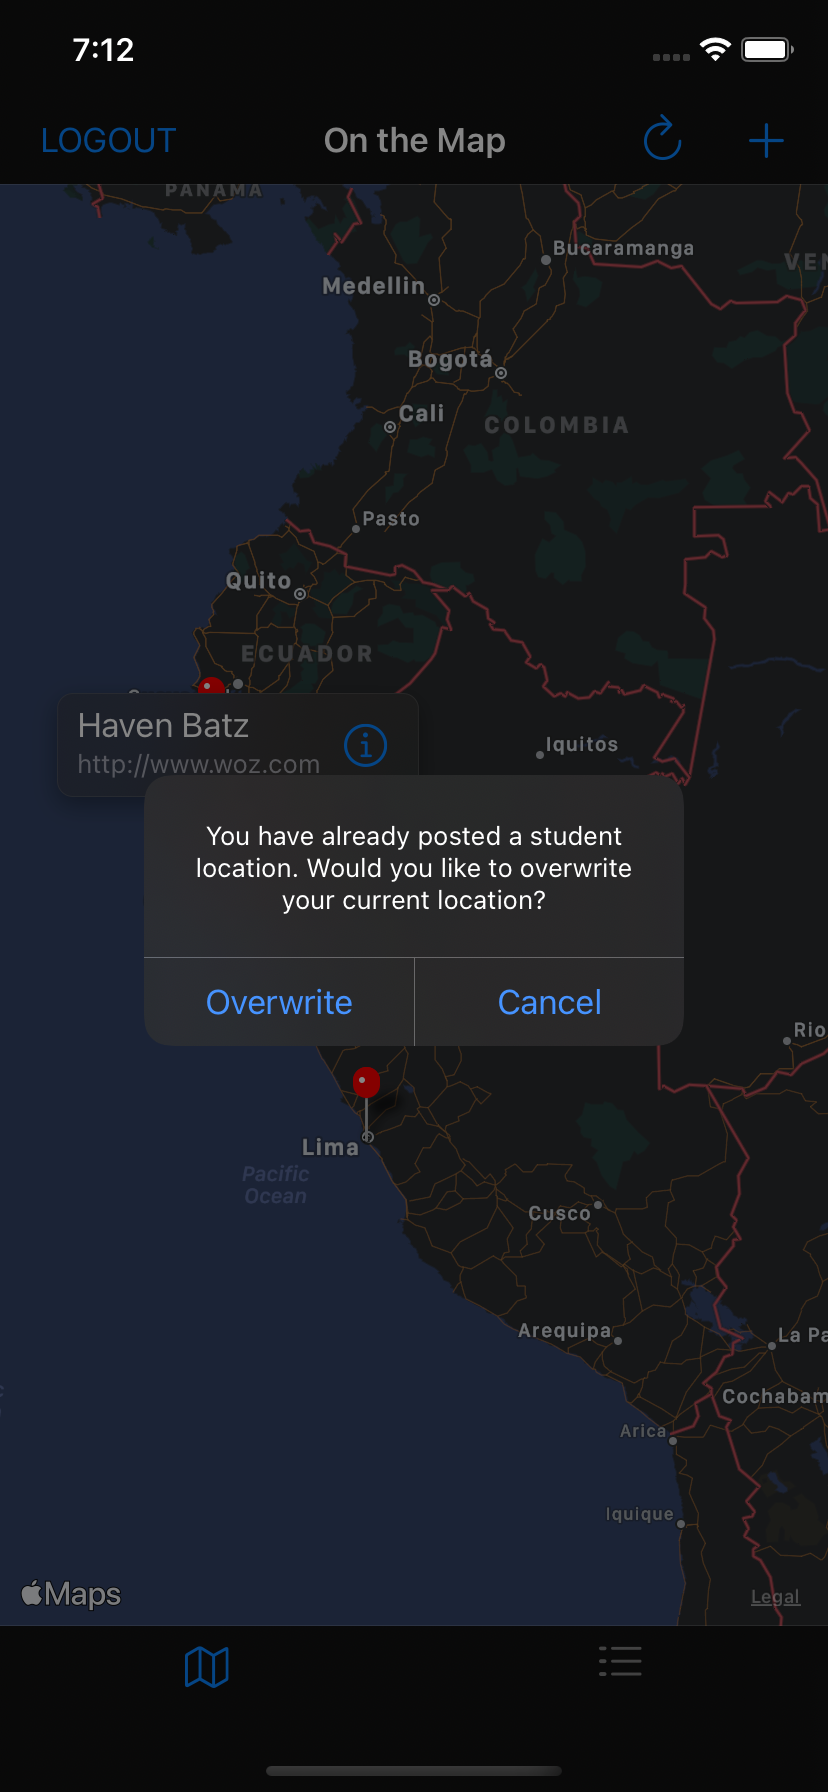 7:12
LOGOUT
On the Map
PANAMA
Bucaramanga
Medellin
Bogotá
Cali
COLOMBIA
Pasto
Quito
ECUADOR
Haven Batz
http://www.woz.com
Iquitos
You have already posted a student
location. Would you like to overwrite
your current location?
Overwrite
Cancel
Rio
Lima
Pacific
Ocean
Cusco
Arequipa
La Pa
Cochabam
Arica
Iquique
Maps
Legal